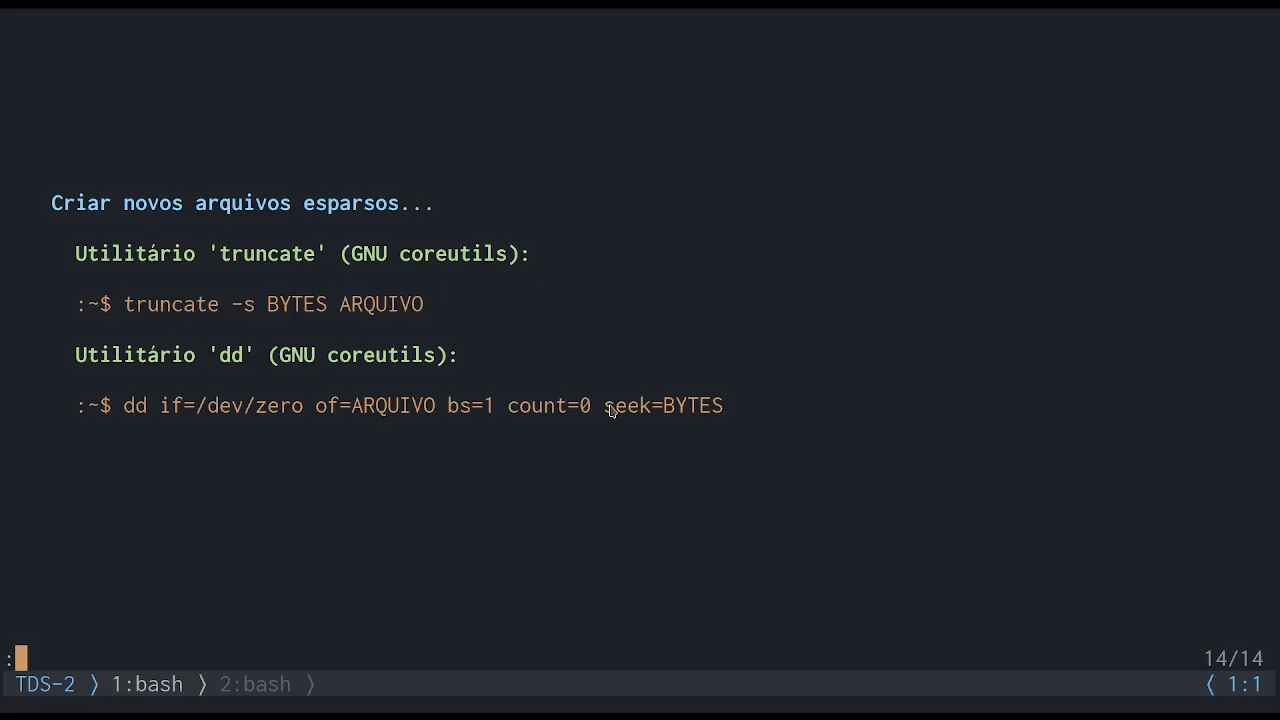 Criar novos arquivos esparsos...
Utilitário 'truncate' (GNU coreutils):
:~$ truncate -s BYTES ARQUIVO
Utilitário 'dd' (GNU coreutils):
:~$ dd if=/dev/zero of=ARQUIVO bs=1 count=0 seek=BYTES
: 14/14
TDS-2 〉 1:bash 〉 2:bash 〉 〈 1:1